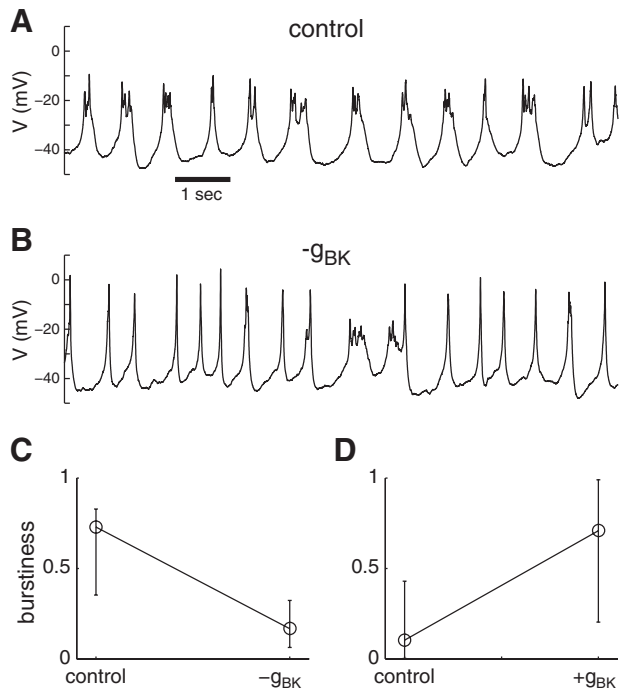 A
control
V (mV)
0
−20
−40
1 sec
B
-gBK
V (mV)
0
−20
−40
C
D
burstiness
1
0.5
0
control
−gBK
1
0.5
0
control
+gBK